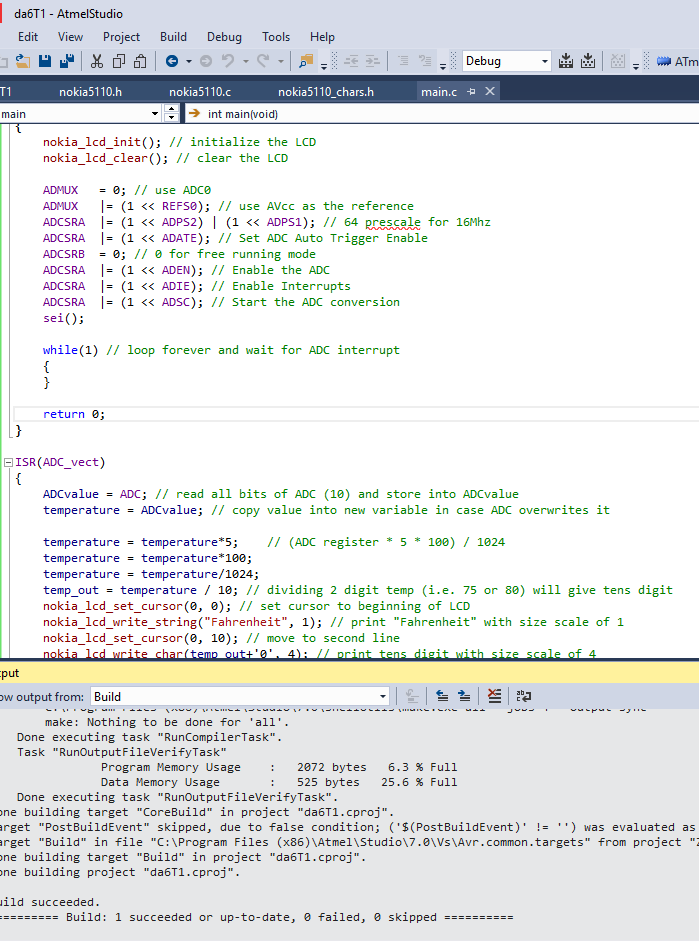 da6T1 - AtmelStudio
Edit View Project Build Debug Tools Help
Debug ATm
T1 nokia5110.h nokia5110.c nokia5110_chars.h main.c
main int main(void)
{
nokia_lcd_init(); // initialize the LCD
nokia_lcd_clear(); // clear the LCD
ADMUX = 0; // use ADC0
ADMUX |= (1 << REFS0); // use AVcc as the reference
ADCSRA |= (1 << ADPS2) | (1 << ADPS1); // 64 prescale for 16Mhz
ADCSRA |= (1 << ADATE); // Set ADC Auto Trigger Enable
ADCSRB = 0; // 0 for free running mode
ADCSRA |= (1 << ADEN); // Enable the ADC
ADCSRA |= (1 << ADIE); // Enable Interrupts
ADCSRA |= (1 << ADSC); // Start the ADC conversion
sei();
while(1) // loop forever and wait for ADC interrupt
{
}
return 0;
}
ISR(ADC_vect)
{
ADCvalue = ADC; // read all bits of ADC (10) and store into ADCvalue
temperature = ADCvalue; // copy value into new variable in case ADC overwrites it
temperature = temperature*5; // (ADC register * 5 * 100) / 1024
temperature = temperature*100;
temperature = temperature/1024;
temp_out = temperature / 10; // dividing 2 digit temp (i.e. 75 or 80) will give tens digit
nokia_lcd_set_cursor(0, 0); // set cursor to beginning of LCD
nokia_lcd_write_string("Fahrenheit", 1); // print "Fahrenheit" with size scale of 1
nokia_lcd_set_cursor(0, 10); // move to second line
nokia_lcd_write_char(temp_out+'0', 4); // print tens digit with size scale of 4
put
ow output from: Build
make: Nothing to be done for 'all'.
Done executing task "RunCompilerTask".
Task "RunOutputFileVerifyTask"
Program Memory Usage : 2072 bytes 6.3 % Full
Data Memory Usage : 525 bytes 25.6 % Full
Done executing task "RunOutputFileVerifyTask".
one building target "CoreBuild" in project "da6T1.cproj".
arget "PostBuildEvent" skipped, due to false condition; ('$(PostBuildEvent)' != '') was evaluated as
arget "Build" in file "C:\Program Files (x86)\Atmel\Studio\7.0\Vs\Avr.common.targets" from project "
one building target "Build" in project "da6T1.cproj".
one building project "da6T1.cproj".
uild succeeded.
========= Build: 1 succeeded or up-to-date, 0 failed, 0 skipped ==========